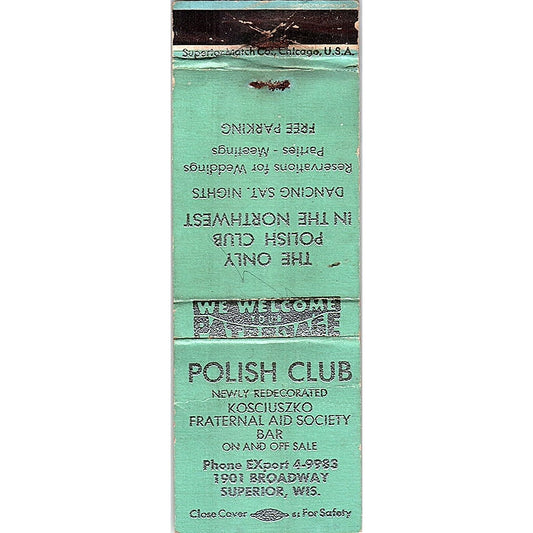 Superior Match Co., Chicago, U.S.A.
THE ONLY
POLISH CLUB
IN THE NORTHWEST
DANCING SAT. NIGHTS
Reservations for Weddings
Parties - Meetings
FREE PARKING
WE WELCOME
YOUR
PATRONAGE
POLISH CLUB
NEWLY REDECORATED
KOSCIUSZKO
FRATERNAL AID SOCIETY
BAR
ON AND OFF SALE
Phone EXport 4-9983
1901 BROADWAY
SUPERIOR, WIS.
Close Cover For Safety